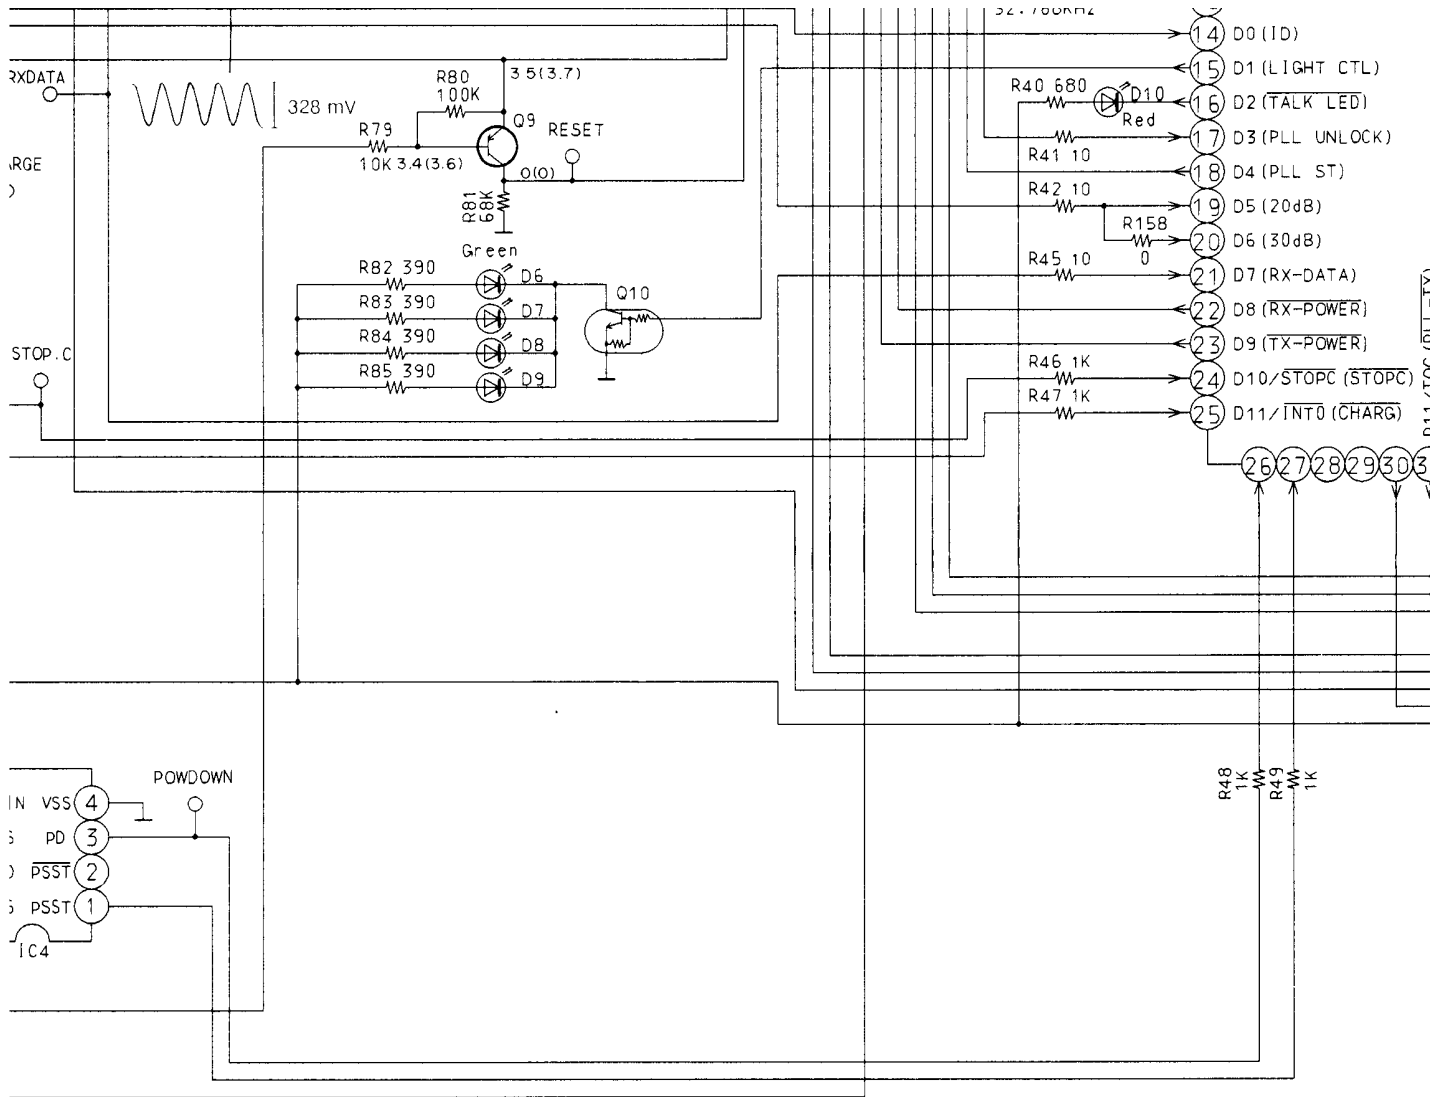 32.768KHz
14 D0(ID)
15 D1(LIGHT CTL)
R40 680 D10
Red
16 D2(TALK LED)
17 D3(PLL UNLOCK)
R41 10
18 D4(PLL ST)
R42 10
19 D5(20dB)
R158
0
20 D6(30dB)
R45 10
21 D7(RX-DATA)
22 D8(RX-POWER)
23 D9(TX-POWER)
R46 1K
24 D10/STOPC(STOPC)
R47 1K
25 D11/INT0(CHARG)
26 27 28 29 30 3
RXDATA
328 mV
R80
100K
3 5(3.7)
Q9
RESET
R79
10K 3.4(3.6)
0(0)
R81
68K
ARGE
Green
R82 390 D6
R83 390 D7
R84 390 D8
R85 390 D9
Q10
STOP.C
POWDOWN
IN VSS 4
PD 3
PSST 2
PSST 1
IC4
R48
1K
R49
1K